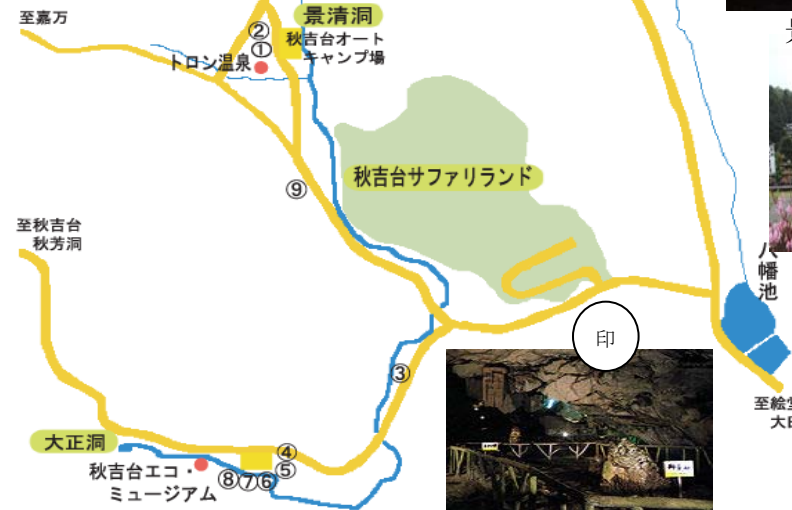 至嘉万
景清洞
②
①
秋吉台オート
キャンプ場
トロン温泉
秋吉台サファリランド
⑨
至秋吉台
秋芳洞
八幡池
印
③
至絵堂
大田
大正洞
④
⑤
秋吉台エコ・
ミュージアム
⑧⑦⑥